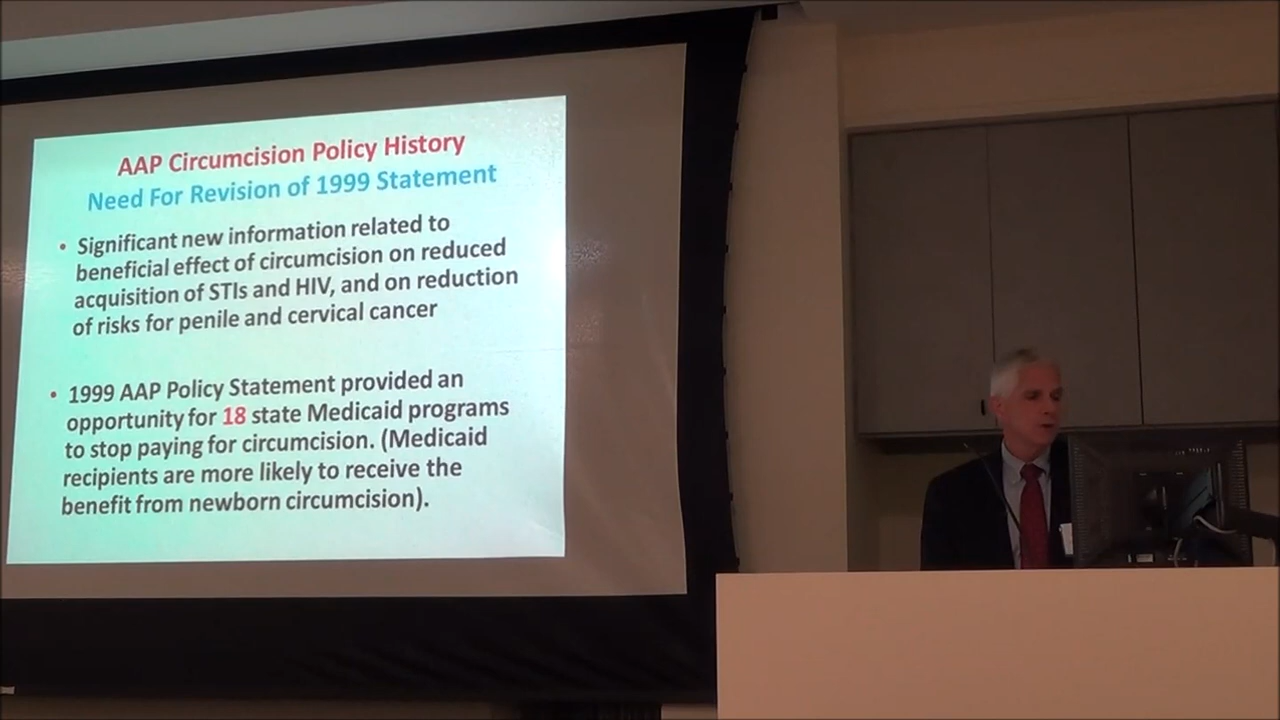 AAP Circumcision Policy History
Need For Revision of 1999 Statement
• Significant new information related to
beneficial effect of circumcision on reduced
acquisition of STIs and HIV, and on reduction
of risks for penile and cervical cancer
• 1999 AAP Policy Statement provided an
opportunity for 18 state Medicaid programs
to stop paying for circumcision. (Medicaid
recipients are more likely to receive the
benefit from newborn circumcision).